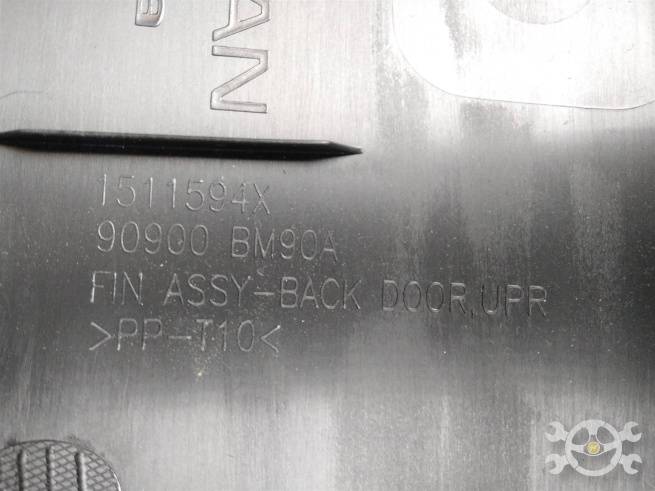 1511594X
90900 BM90A
FIN ASSY-BACK DOOR,UPR
>PP-T10<